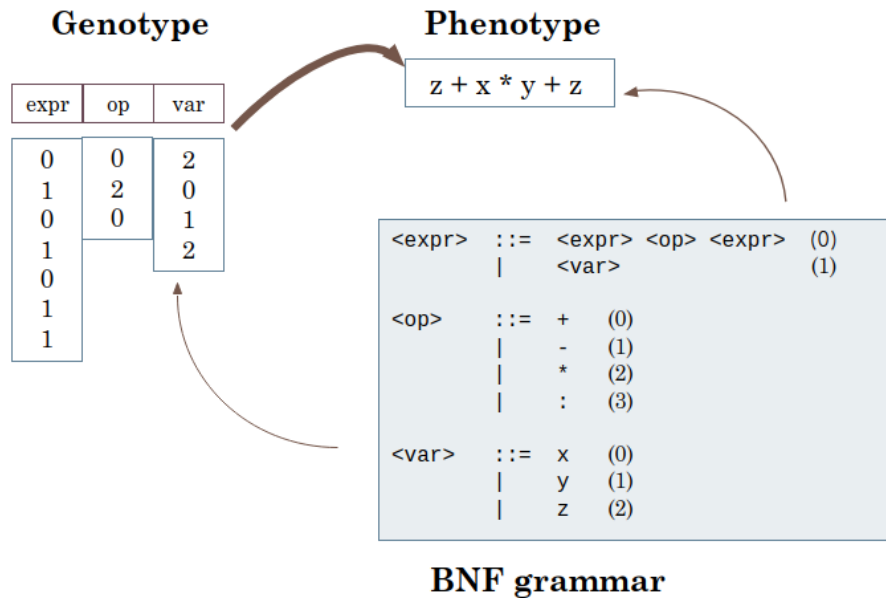 Genotype
Phenotype
z + x * y + z
expr op var
0 0 2
1 2 0
0 0 1
1 2
0
1
1
<expr> ::= <expr> <op> <expr> (0)
| <var> (1)
<op> ::= + (0)
| - (1)
| * (2)
| : (3)
<var> ::= x (0)
| y (1)
| z (2)
BNF grammar